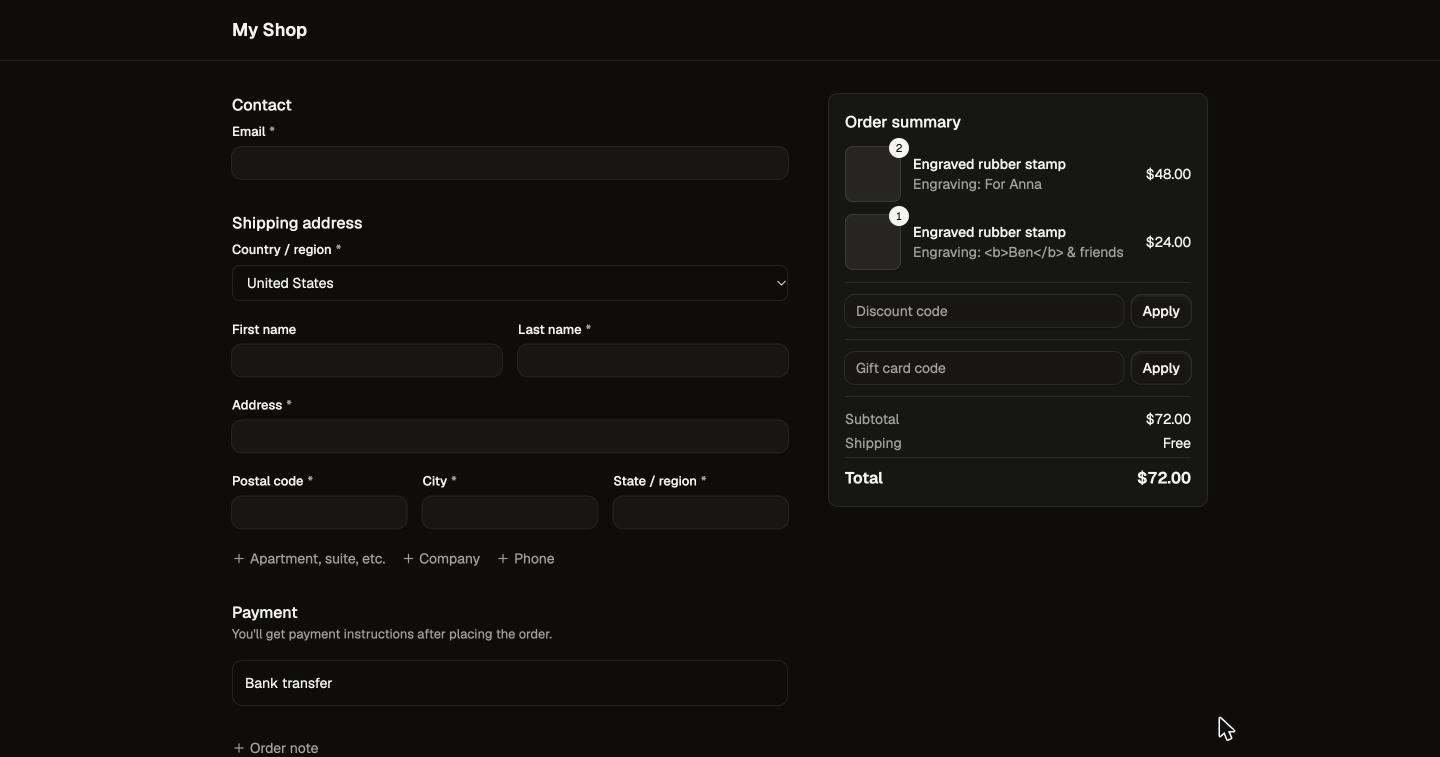 My Shop
Contact
Email *
Shipping address
Country / region *
United States
First name
Last name *
Address *
Postal code *
City *
State / region *
+ Apartment, suite, etc.
+ Company
+ Phone
Payment
You'll get payment instructions after placing the order.
Bank transfer
+ Order note
Order summary
2
Engraved rubber stamp
Engraving: For Anna
$48.00
1
Engraved rubber stamp
Engraving: <b>Ben</b> & friends
$24.00
Discount code
Apply
Gift card code
Apply
Subtotal $72.00
Shipping Free
Total $72.00